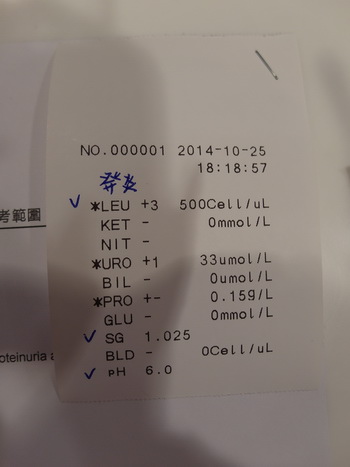 NO.000001 2014-10-25
18:18:57
發炎
✓ *LEU +3 500Cell/uL
考範圍
KET - 0mmol/L
NIT -
*URO +1 33umol/L
BIL - 0umol/L
*PRO +- 0.15g/L
GLU - 0mmol/L
✓ SG 1.025
oteinuria a
BLD - 0Cell/uL
✓ pH 6.0